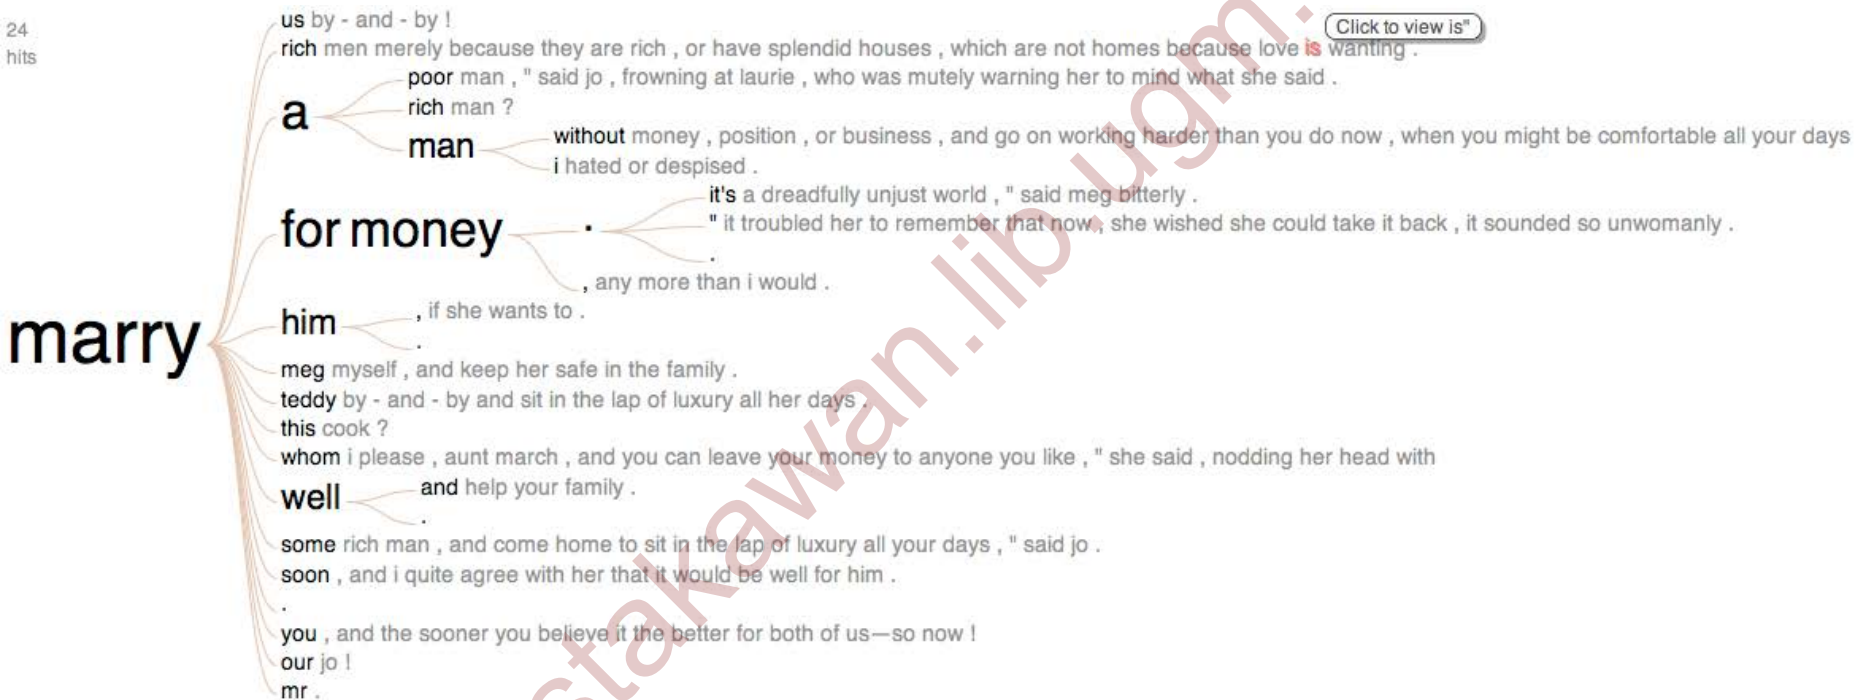 24
hits
Click to view is"
marry
us by - and - by !
rich men merely because they are rich , or have splendid houses , which are not homes because love is wanting .
a
poor man , " said jo , frowning at laurie , who was mutely warning her to mind what she said .
rich man ?
man
without money , position , or business , and go on working harder than you do now , when you might be comfortable all your days
i hated or despised .
for money
.
it's a dreadfully unjust world , " said meg bitterly .
" it troubled her to remember that now , she wished she could take it back , it sounded so unwomanly .
.
, any more than i would .
him
, if she wants to .
.
meg myself , and keep her safe in the family .
teddy by - and - by and sit in the lap of luxury all her days .
this cook ?
whom i please , aunt march , and you can leave your money to anyone you like , " she said , nodding her head with
well
and help your family .
.
some rich man , and come home to sit in the lap of luxury all your days , " said jo .
soon , and i quite agree with her that it would be well for him .
.
you , and the sooner you believe it the better for both of us—so now !
our jo !
mr .
stakawan.lib.ugm.